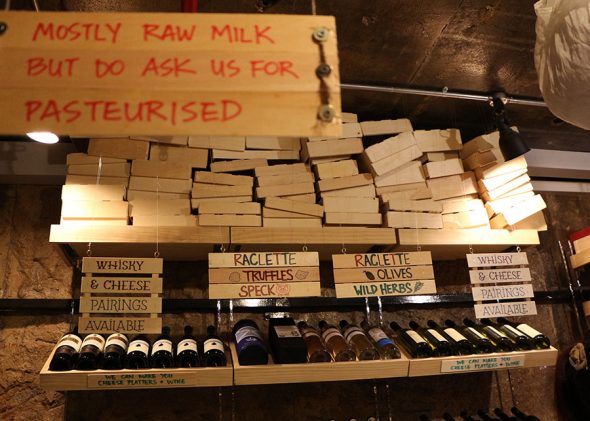 MOSTLY RAW MILK
BUT DO ASK US FOR
PASTEURISED
WHISKY
& CHEESE
PAIRINGS
AVAILABLE
RACLETTE
TRUFFLES
SPECK
RACLETTE
OLIVES
WILD HERBS
WHISKY
& CHEESE
PAIRINGS
AVAILABLE
WE CAN MAKE YOU
CHEESE PLATTERS + WINE
WE CAN MAKE YOU
CHEESE PLATTERS + WINE